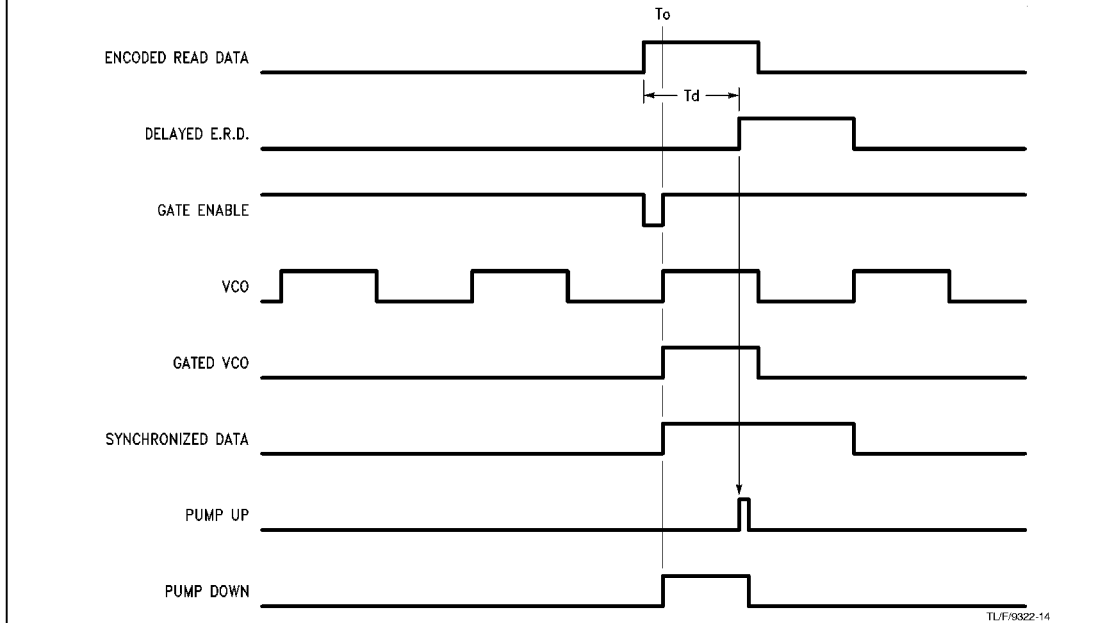 To
ENCODED READ DATA
Td
DELAYED E.R.D.
GATE ENABLE
VCO
GATED VCO
SYNCHRONIZED DATA
PUMP UP
PUMP DOWN
TL/F/9322-14